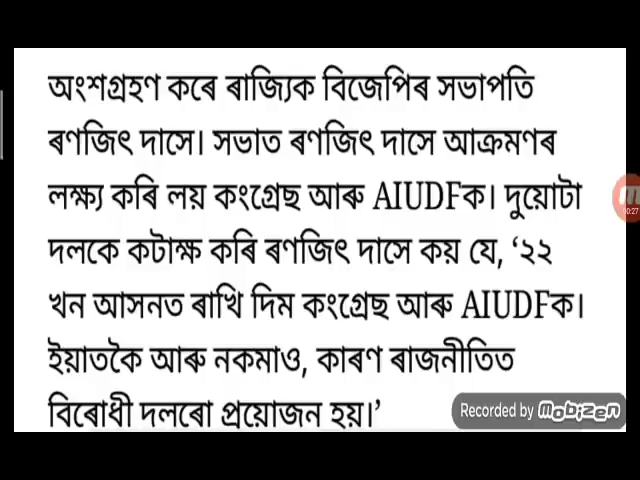 অংশগ্ৰহণ কৰে ৰাজ্যিক বিজেপিৰ সভাপতি
ৰণজিৎ দাসে। সভাত ৰণজিৎ দাসে আক্ৰমণৰ
লক্ষ্য কৰি লয় কংগ্ৰেছ আৰু AIUDFক। দুয়োটা
দলকে কটাক্ষ কৰি ৰণজিৎ দাসে কয় যে, ‘২২
খন আসনত ৰাখি দিম কংগ্ৰেছ আৰু AIUDFক।
ইয়াতকৈ আৰু নকমাও, কাৰণ ৰাজনীতিত
বিৰোধী দলৰো প্ৰয়োজন হয়।’
00:27
Recorded by Mobizen